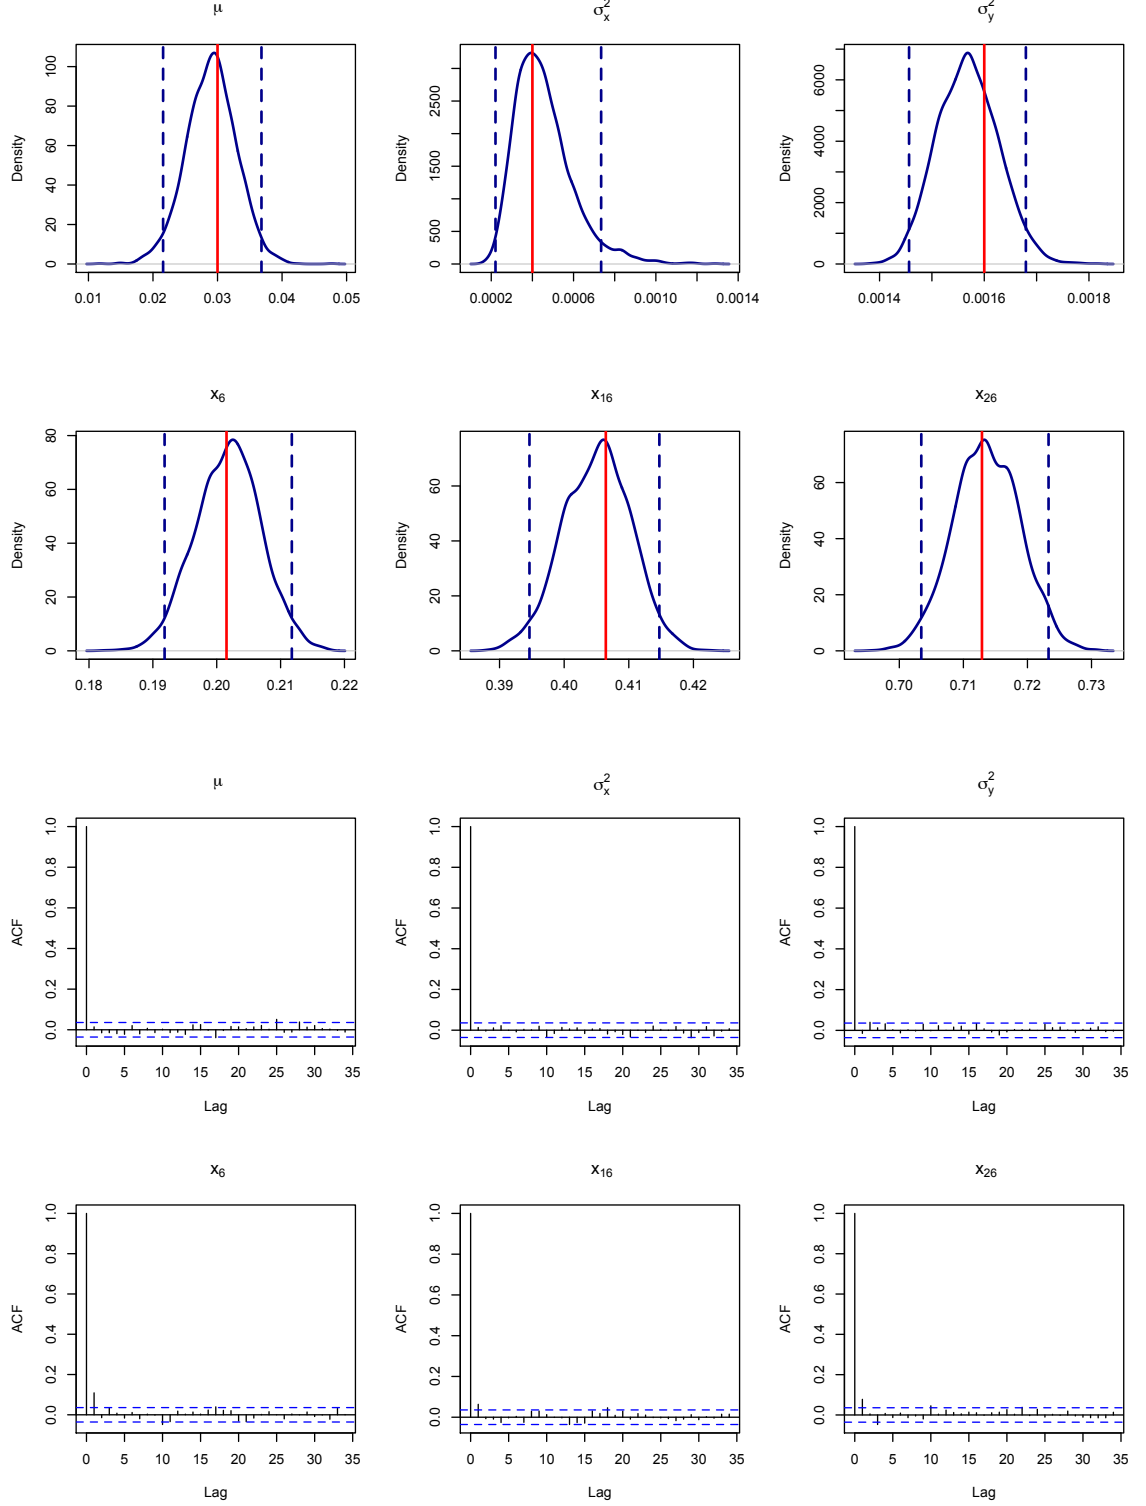 μ σ²ₓ σ²ᵧ
Density 0 20 40 60 80 100
0.01 0.02 0.03 0.04 0.05
Density 0 500 1500 2500
0.0002 0.0006 0.0010 0.0014
Density 0 2000 4000 6000
0.0014 0.0016 0.0018
x₆ x₁₆ x₂₆
Density 0 20 40 60 80
0.18 0.19 0.20 0.21 0.22
Density 0 20 40 60
0.39 0.40 0.41 0.42
Density 0 20 40 60
0.70 0.71 0.72 0.73
μ σ²ₓ σ²ᵧ
ACF 0.0 0.2 0.4 0.6 0.8 1.0
0 5 10 15 20 25 30 35
Lag
ACF 0.0 0.2 0.4 0.6 0.8 1.0
0 5 10 15 20 25 30 35
Lag
ACF 0.0 0.2 0.4 0.6 0.8 1.0
0 5 10 15 20 25 30 35
Lag
x₆ x₁₆ x₂₆
ACF 0.0 0.2 0.4 0.6 0.8 1.0
0 5 10 15 20 25 30 35
Lag
ACF 0.0 0.2 0.4 0.6 0.8 1.0
0 5 10 15 20 25 30 35
Lag
ACF 0.0 0.2 0.4 0.6 0.8 1.0
0 5 10 15 20 25 30 35
Lag